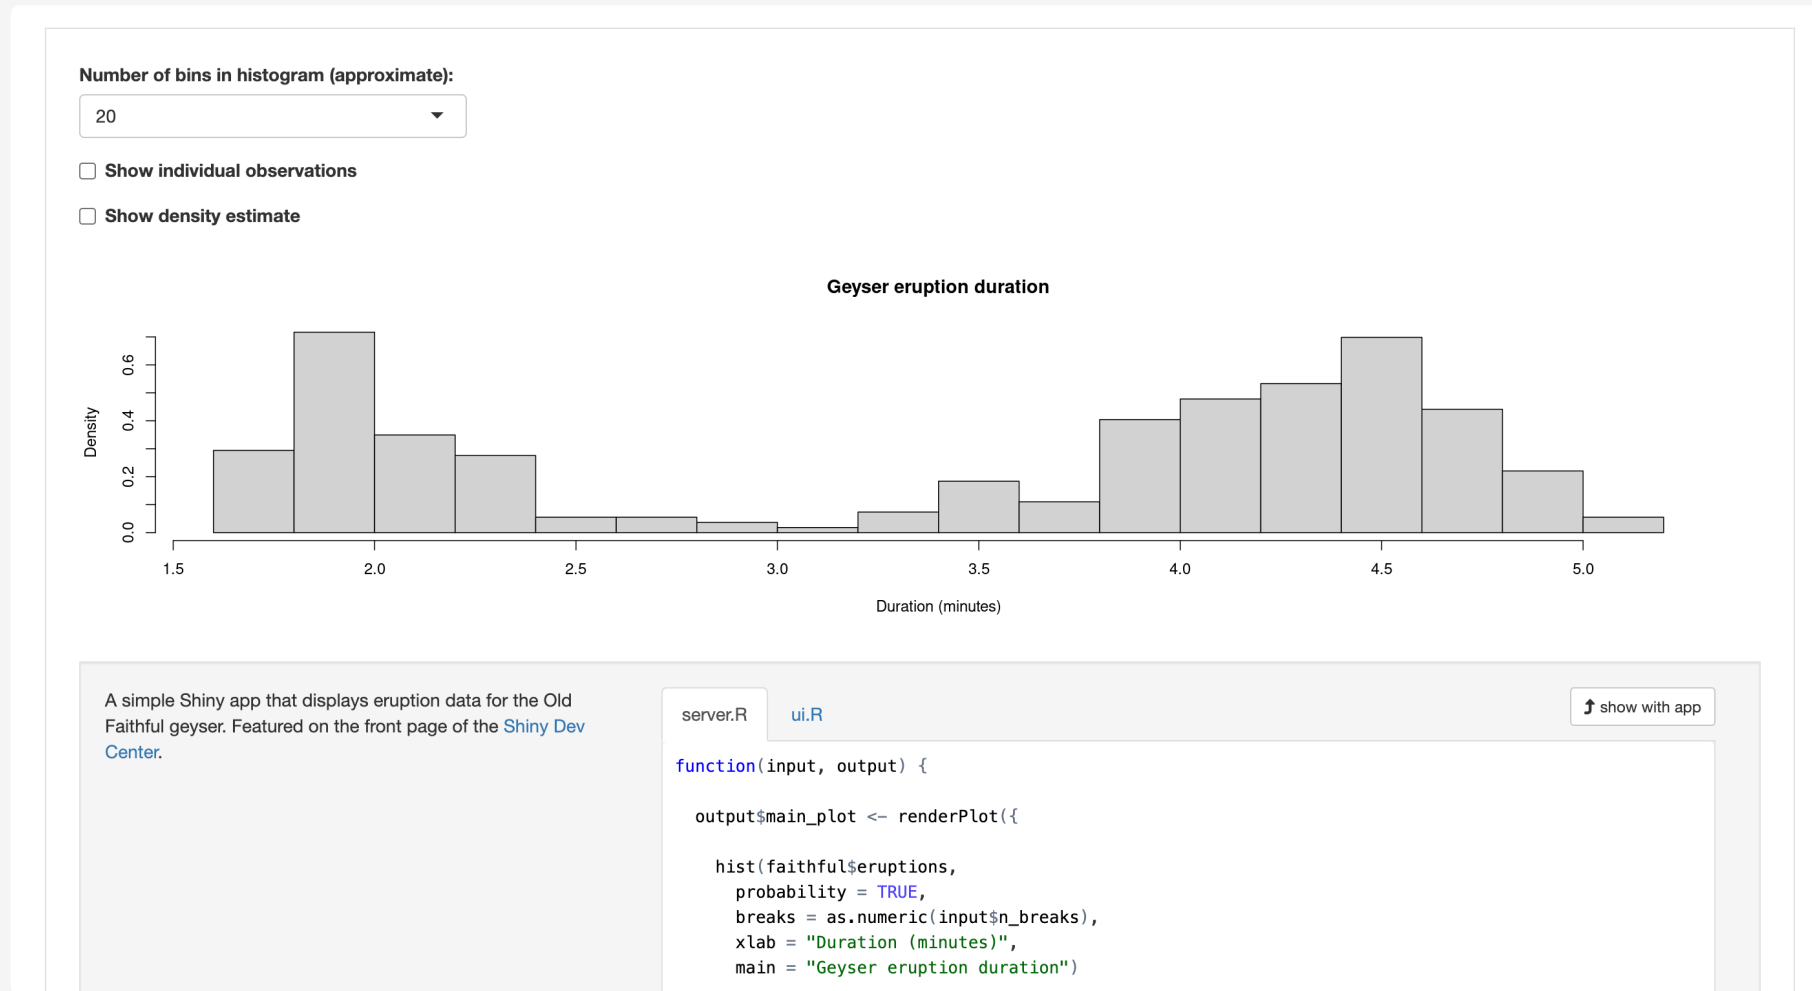 Number of bins in histogram (approximate):
20
Show individual observations
Show density estimate
Geyser eruption duration
Density
0.0
0.2
0.4
0.6
1.5
2.0
2.5
3.0
3.5
4.0
4.5
5.0
Duration (minutes)
A simple Shiny app that displays eruption data for the Old
Faithful geyser. Featured on the front page of the Shiny Dev
Center.
server.R
ui.R
show with app
function(input, output) {
  output$main_plot <- renderPlot({
    hist(faithful$eruptions,
      probability = TRUE,
      breaks = as.numeric(input$n_breaks),
      xlab = "Duration (minutes)",
      main = "Geyser eruption duration")